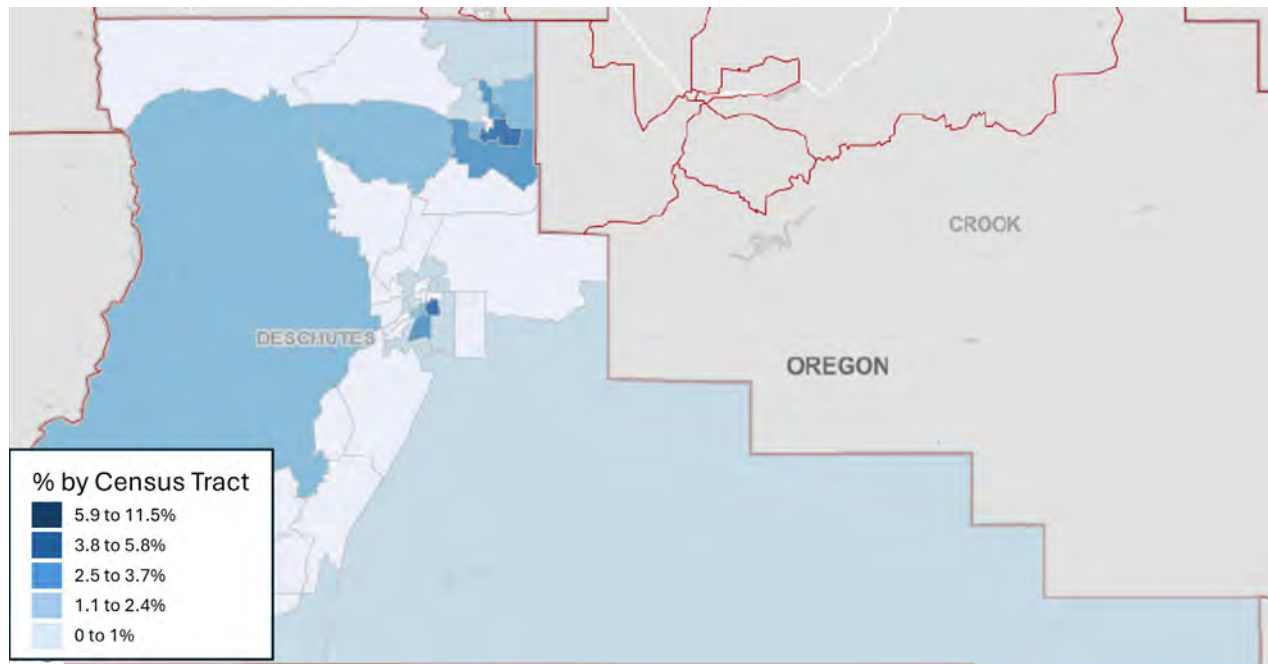 CROOK
DESCHUTES
OREGON
% by Census Tract
5.9 to 11.5%
3.8 to 5.8%
2.5 to 3.7%
1.1 to 2.4%
0 to 1%